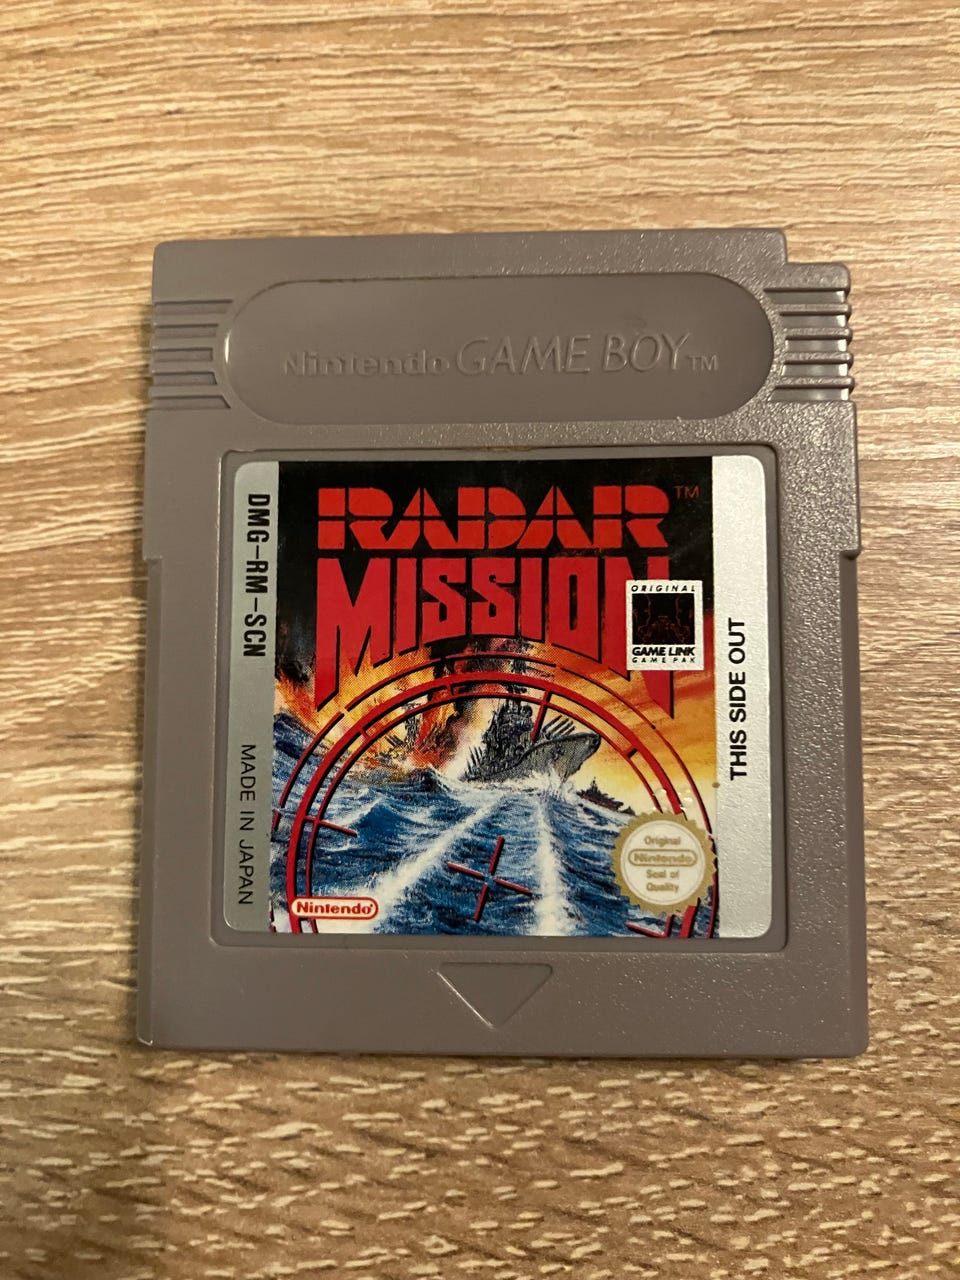 Nintendo GAME BOY TM
DMG-RM-SCN
MADE IN JAPAN
RADAR TM
MISSION
ORIGINAL
GAME LINK
GAME PAK
THIS SIDE OUT
Original
Nintendo
Seal of
Quality
Nintendo